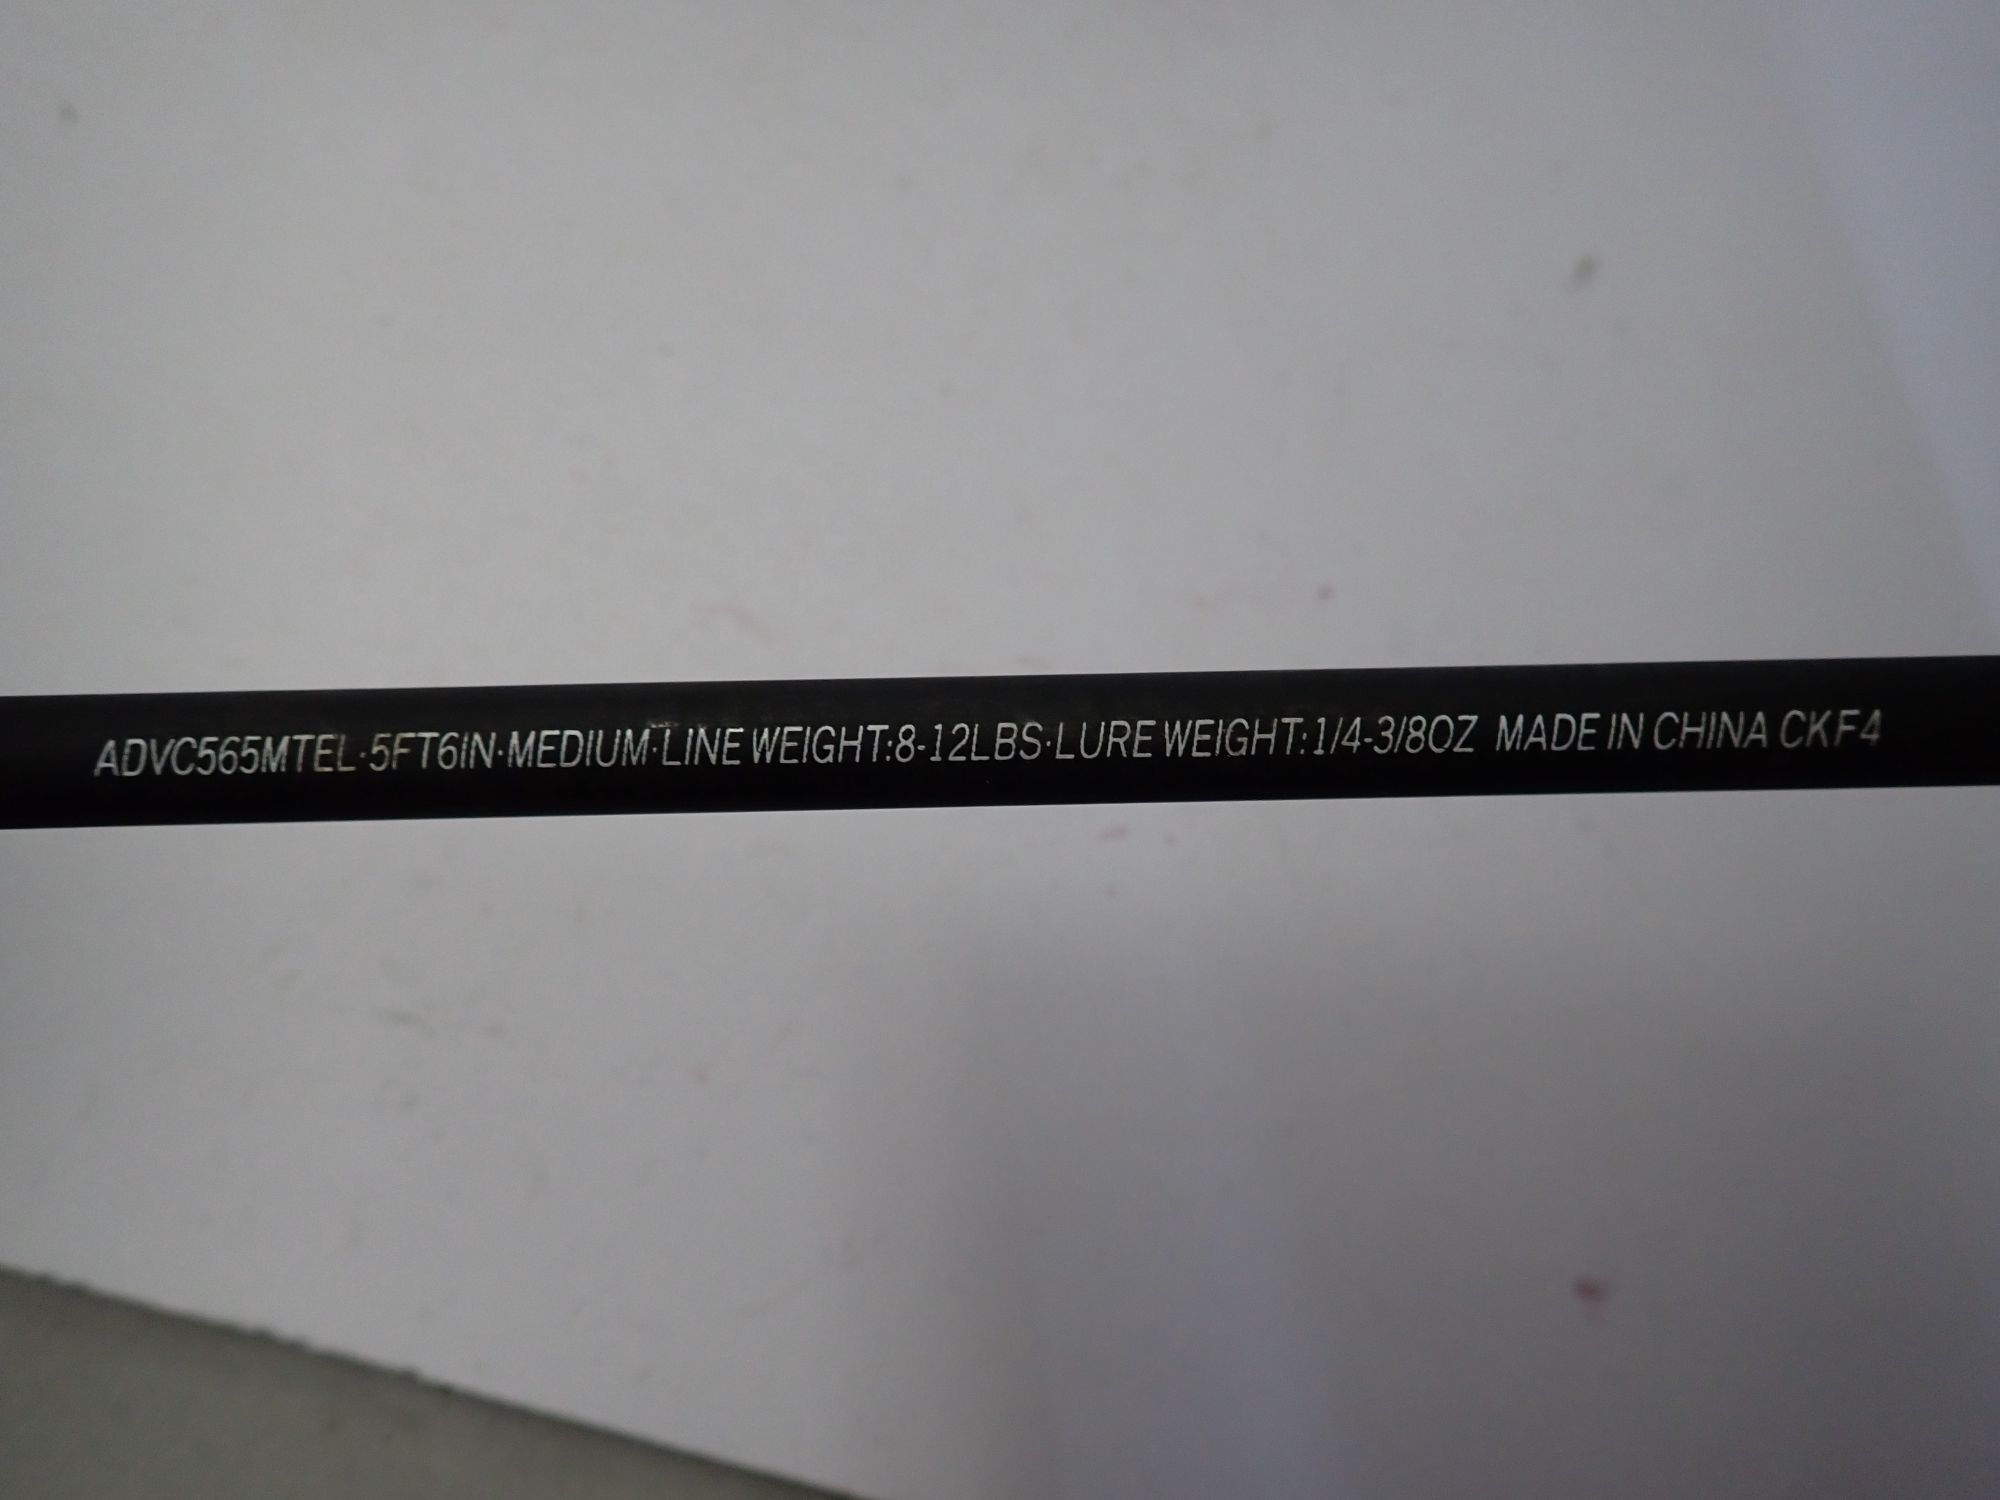 ADVC565MTEL·5FT6IN·MEDIUM·LINE WEIGHT:8-12LBS·LURE WEIGHT:1/4-3/8OZ MADE IN CHINA CKF4